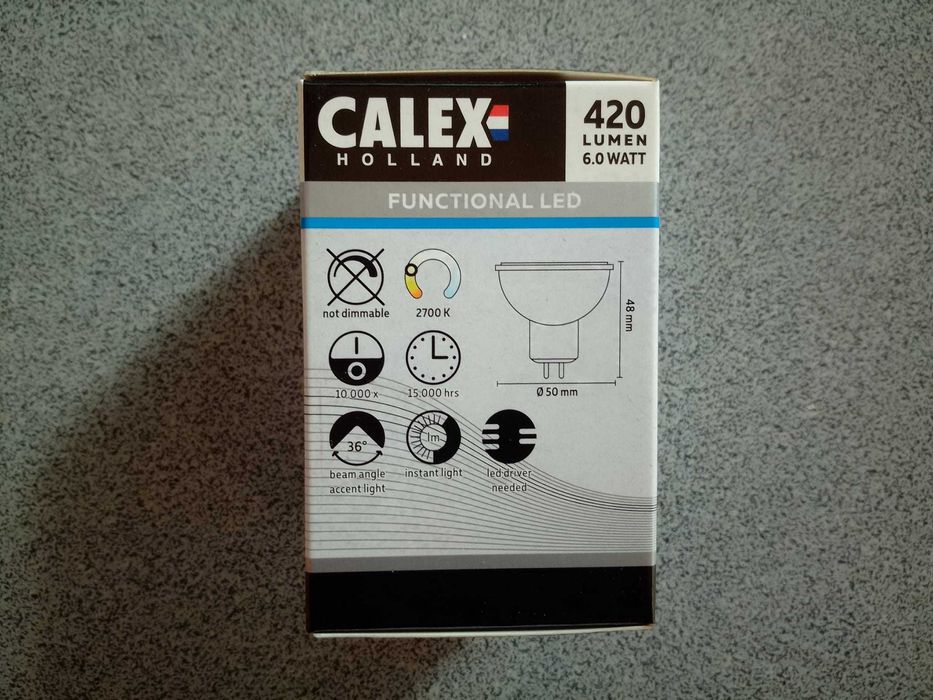 CALEX
HOLLAND
420
LUMEN
6.0 WATT
FUNCTIONAL LED
not dimmable
2700 K
48 mm
10.000 x
15.000 hrs
Ø 50 mm
36°
beam angle
accent light
lm
instant light
led driver
needed